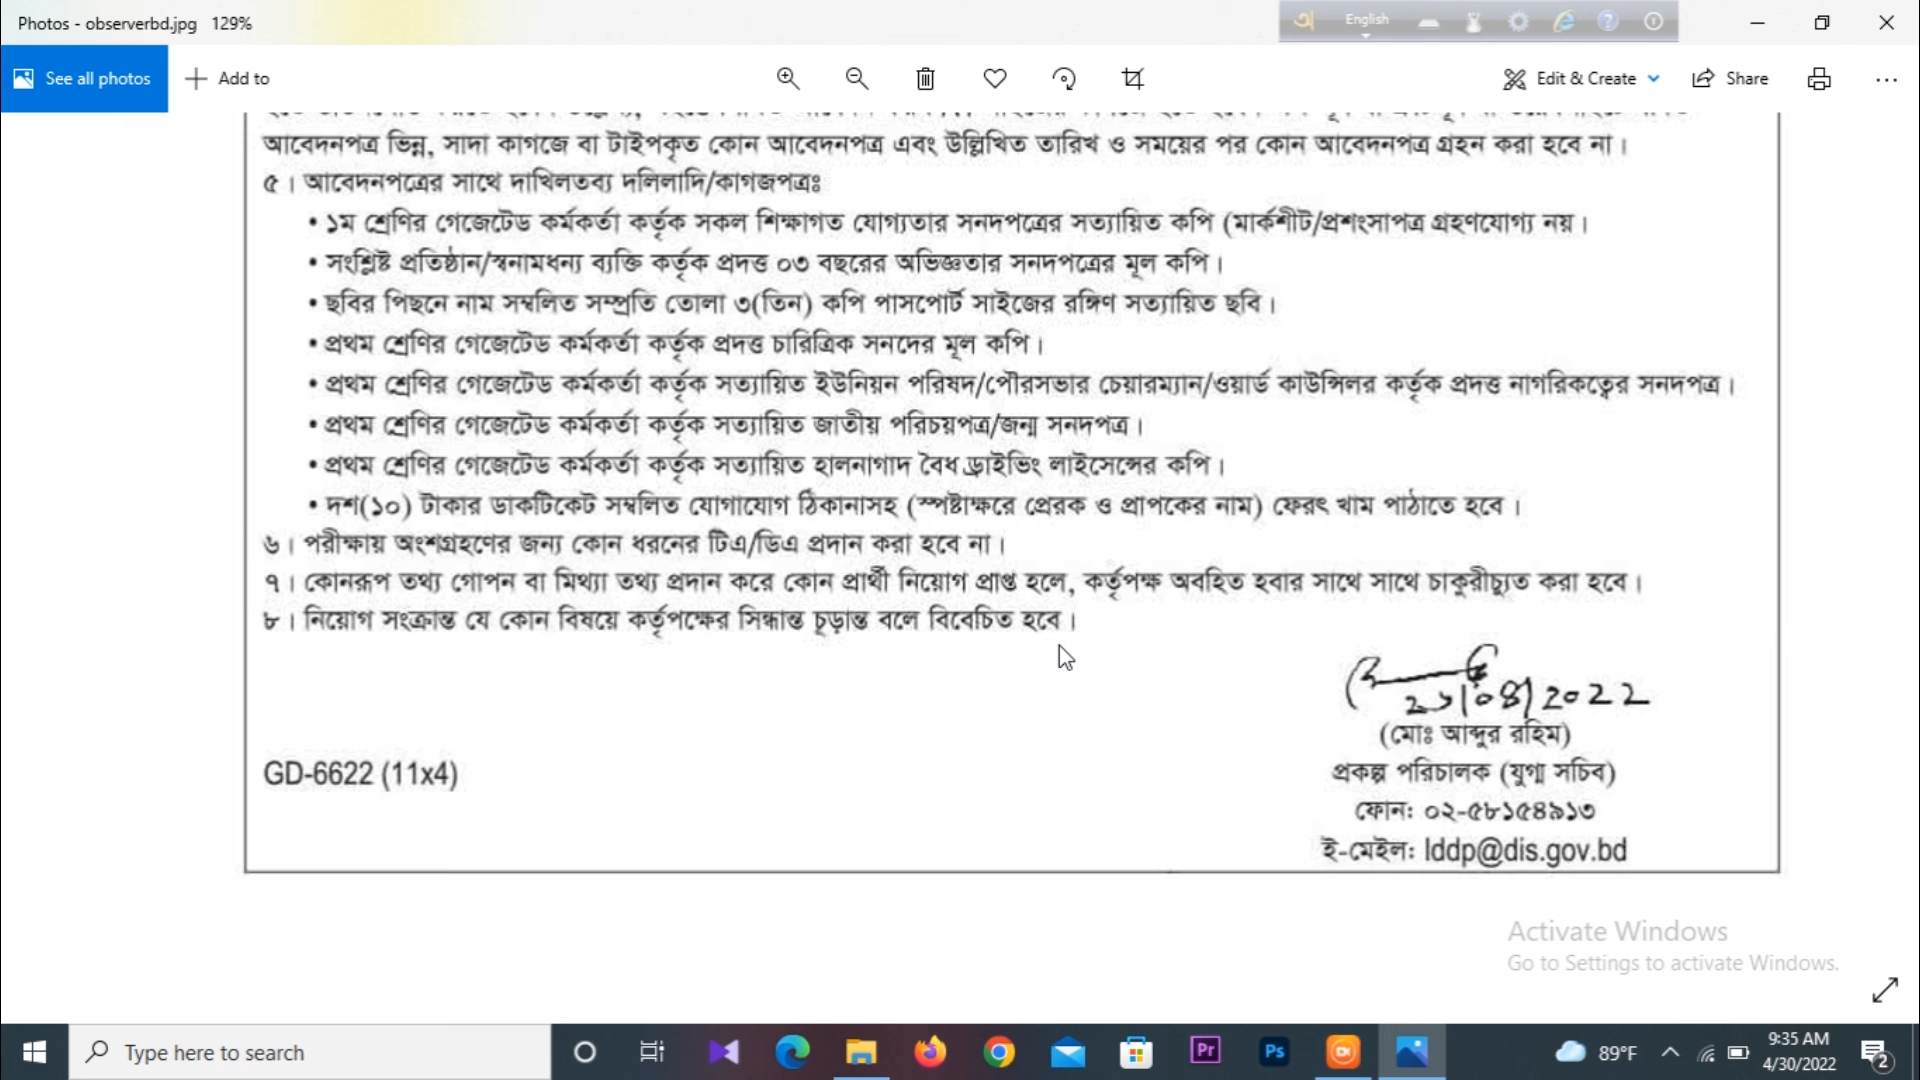 Photos - observerbd.jpg 129%
English
See all photos
Add to
Edit & Create
Share
আবেদনপত্র ভিন্ন, সাদা কাগজে বা টাইপকৃত কোন আবেদনপত্র এবং উল্লিখিত তারিখ ও সময়ের পর কোন আবেদনপত্র গ্রহন করা হবে না।
৫। আবেদনপত্রের সাথে দাখিলতব্য দলিলাদি/কাগজপত্রঃ
• ১ম শ্রেণির গেজেটেড কর্মকর্তা কর্তৃক সকল শিক্ষাগত যোগ্যতার সনদপত্রের সত্যায়িত কপি (মার্কশীট/প্রশংসাপত্র গ্রহণযোগ্য নয়।
• সংশ্লিষ্ট প্রতিষ্ঠান/স্বনামধন্য ব্যক্তি কর্তৃক প্রদত্ত ০৩ বছরের অভিজ্ঞতার সনদপত্রের মূল কপি।
• ছবির পিছনে নাম সম্বলিত সম্প্রতি তোলা ৩(তিন) কপি পাসপোর্ট সাইজের রঙ্গিণ সত্যায়িত ছবি।
• প্রথম শ্রেণির গেজেটেড কর্মকর্তা কর্তৃক প্রদত্ত চারিত্রিক সনদের মূল কপি।
• প্রথম শ্রেণির গেজেটেড কর্মকর্তা কর্তৃক সত্যায়িত ইউনিয়ন পরিষদ/পৌরসভার চেয়ারম্যান/ওয়ার্ড কাউন্সিলর কর্তৃক প্রদত্ত নাগরিকত্বের সনদপত্র।
• প্রথম শ্রেণির গেজেটেড কর্মকর্তা কর্তৃক সত্যায়িত জাতীয় পরিচয়পত্র/জন্ম সনদপত্র।
• প্রথম শ্রেণির গেজেটেড কর্মকর্তা কর্তৃক সত্যায়িত হালনাগাদ বৈধ ড্রাইভিং লাইসেন্সের কপি।
• দশ(১০) টাকার ডাকটিকেট সম্বলিত যোগাযোগ ঠিকানাসহ (স্পষ্টাক্ষরে প্রেরক ও প্রাপকের নাম) ফেরৎ খাম পাঠাতে হবে।
৬। পরীক্ষায় অংশগ্রহণের জন্য কোন ধরনের টিএ/ডিএ প্রদান করা হবে না।
৭। কোনরূপ তথ্য গোপন বা মিথ্যা তথ্য প্রদান করে কোন প্রার্থী নিয়োগ প্রাপ্ত হলে, কর্তৃপক্ষ অবহিত হবার সাথে সাথে চাকুরীচ্যুত করা হবে।
৮। নিয়োগ সংক্রান্ত যে কোন বিষয়ে কর্তৃপক্ষের সিদ্ধান্ত চূড়ান্ত বলে বিবেচিত হবে।
(মোঃ আব্দুর রহিম)
প্রকল্প পরিচালক (যুগ্ম সচিব)
GD-6622 (11x4)
ফোন: ০২-৫৮১৫৪৯১৩
ই-মেইল: lddp@dis.gov.bd
Activate Windows
Go to Settings to activate Windows.
Type here to search
Pr
Ps
89°F
9:35 AM
4/30/2022
2